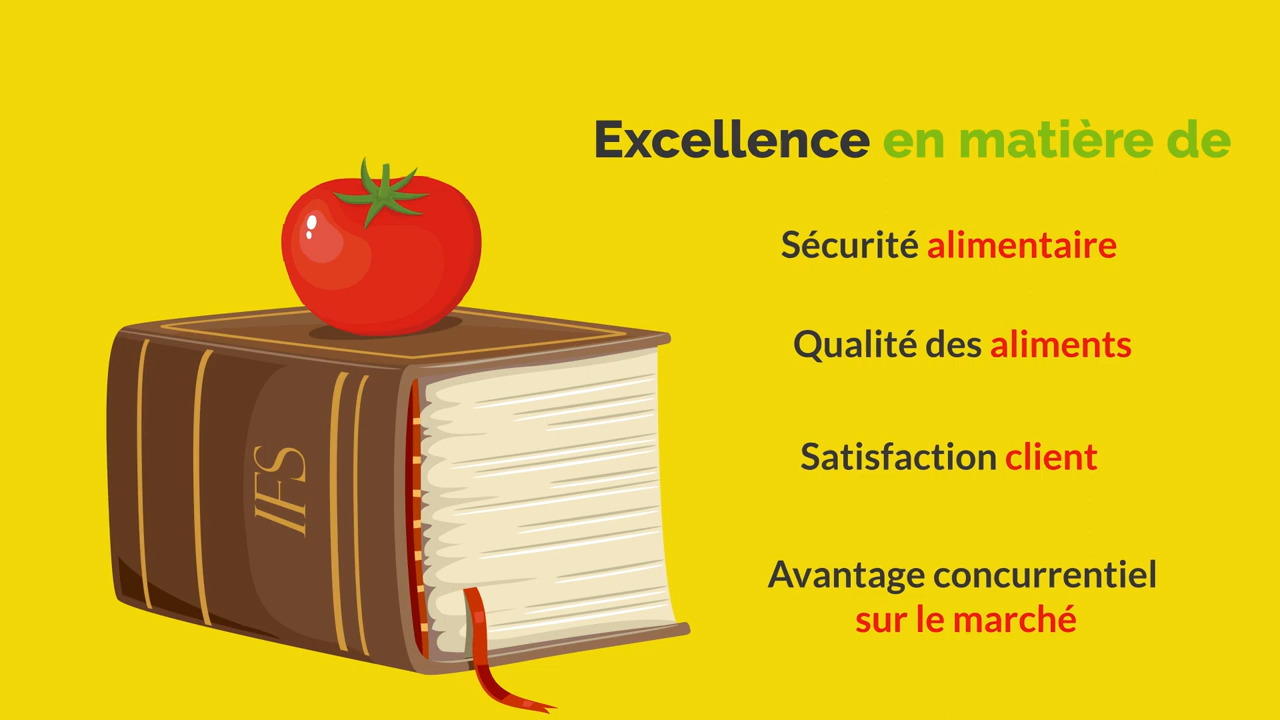 Excellence en matière de
Sécurité alimentaire
Qualité des aliments
Satisfaction client
Avantage concurrentiel
sur le marché
IFS